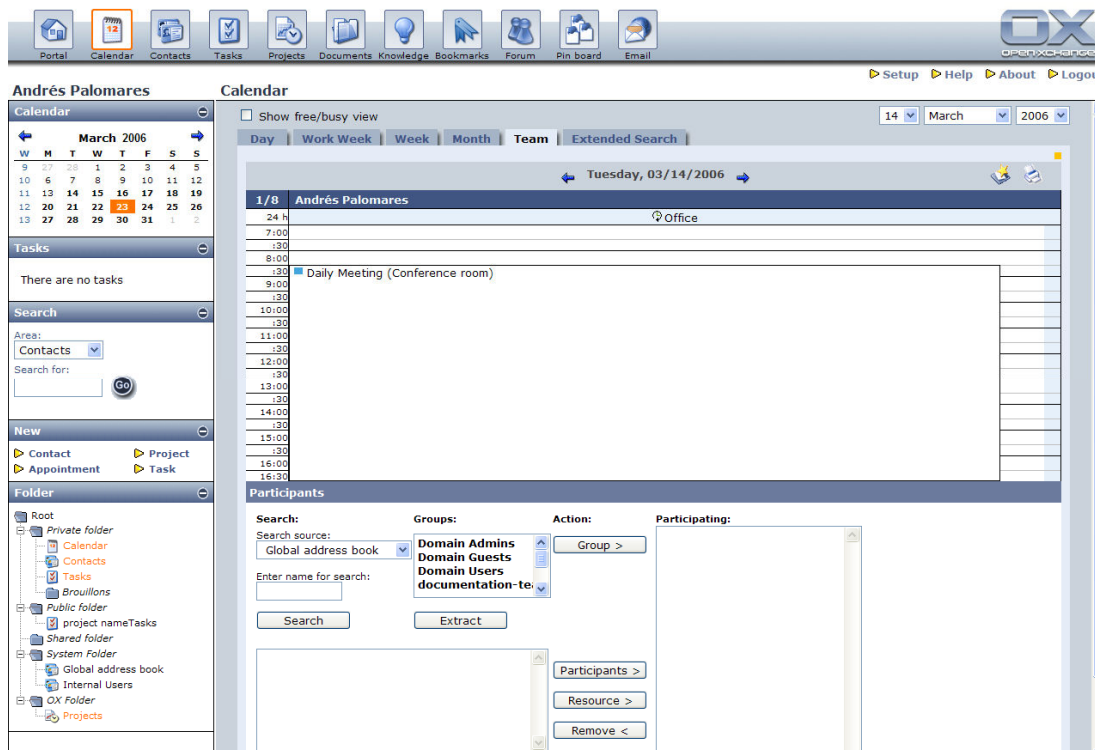 OX
OPEN-XCHANGE
Portal Calendar Contacts Tasks Projects Documents Knowledge Bookmarks Forum Pin board Email
Setup Help About Logou
Andrés Palomares
Calendar
Calendar
March 2006
W M T W T F S S
9 27 28 1 2 3 4 5
10 6 7 8 9 10 11 12
11 13 14 15 16 17 18 19
12 20 21 22 23 24 25 26
13 27 28 29 30 31 1 2
Tasks
There are no tasks
Search
Area:
Contacts
Search for:
Go
New
Contact Project
Appointment Task
Folder
Root
Private folder
Calendar
Contacts
Tasks
Brouillons
Public folder
project nameTasks
Shared folder
System Folder
Global address book
Internal Users
OX Folder
Projects
Show free/busy view
14 March 2006
Day Work Week Week Month Team Extended Search
Tuesday, 03/14/2006
1/8 Andrés Palomares
24 h Office
7:00
:30
8:00
:30 Daily Meeting (Conference room)
9:00
:30
10:00
:30
11:00
:30
12:00
:30
13:00
:30
14:00
:30
15:00
:30
16:00
16:30
Participants
Search: Groups: Action: Participating:
Search source:
Global address book
Enter name for search:
Search
Domain Admins
Domain Guests
Domain Users
documentation-te
Extract
Group >
Participants >
Resource >
Remove <